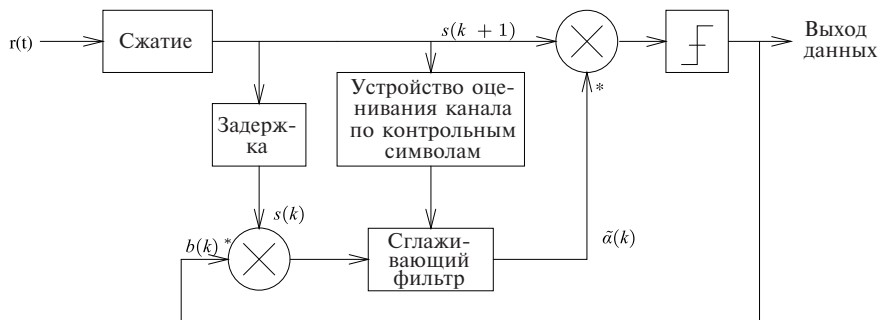 r(t)
Сжатие
s(k + 1)
*
Выход
данных
Задерж-
ка
Устройство оце-
нивания канала
по контрольным
символам
s(k)
b(k) *
Сглажи-
вающий
фильтр
α̃(k)